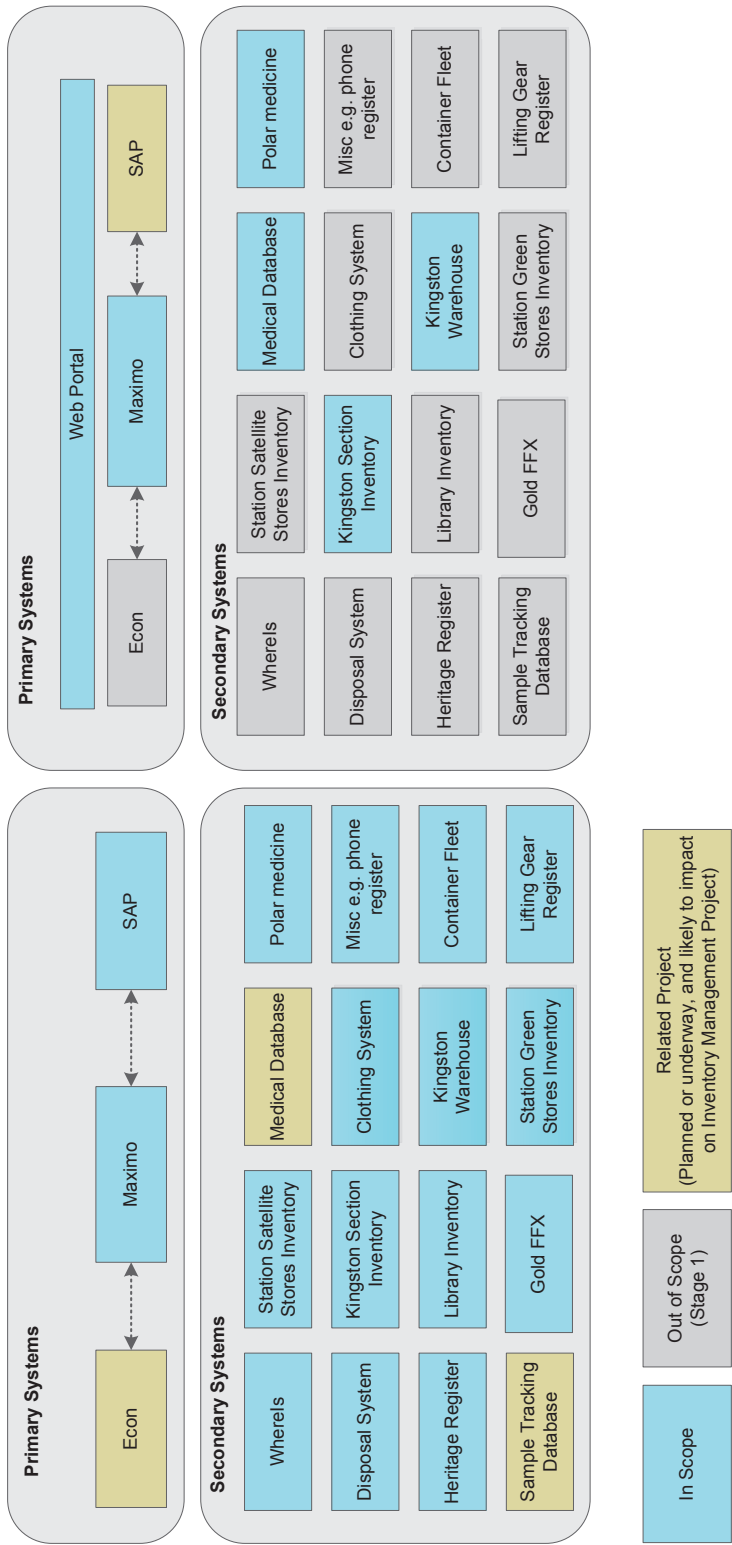 Primary Systems
Econ
Maximo
SAP
Secondary Systems
WhereIs
Station Satellite
Stores Inventory
Medical Database
Polar medicine
Disposal System
Kingston Section
Inventory
Clothing System
Misc e.g. phone
register
Heritage Register
Library Inventory
Kingston
Warehouse
Container Fleet
Sample Tracking
Database
Gold FFX
Station Green
Stores Inventory
Lifting Gear
Register
Primary Systems
Web Portal
Econ
Maximo
SAP
Secondary Systems
WhereIs
Station Satellite
Stores Inventory
Medical Database
Polar medicine
Disposal System
Kingston Section
Inventory
Clothing System
Misc e.g. phone
register
Heritage Register
Library Inventory
Kingston
Warehouse
Container Fleet
Sample Tracking
Database
Gold FFX
Station Green
Stores Inventory
Lifting Gear
Register
In Scope
Out of Scope
(Stage 1)
Related Project
(Planned or underway, and likely to impact
on Inventory Management Project)